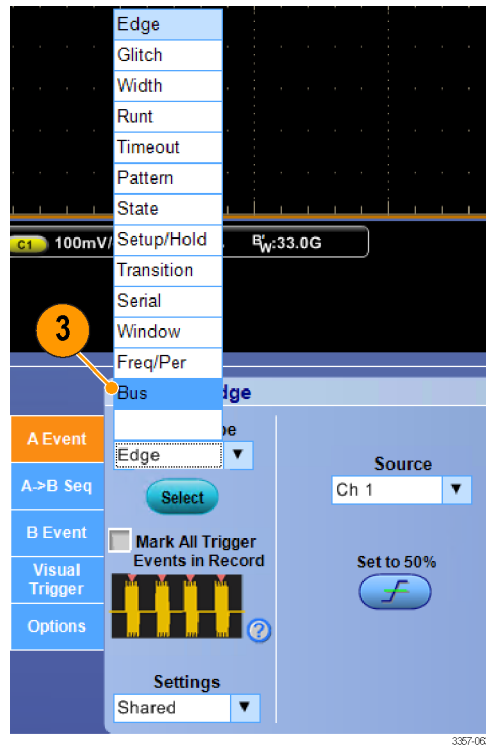 Edge
Glitch
Width
Runt
Timeout
Pattern
State
C1 100mV/ Setup/Hold BW:33.0G
Transition
Serial
3 Window
Freq/Per
Bus dge
A Event pe
Edge Source
A->B Seq Ch 1
Select
B Event Mark All Trigger
Events in Record Set to 50%
Visual
Trigger
Options ?
Settings
Shared
3357-06